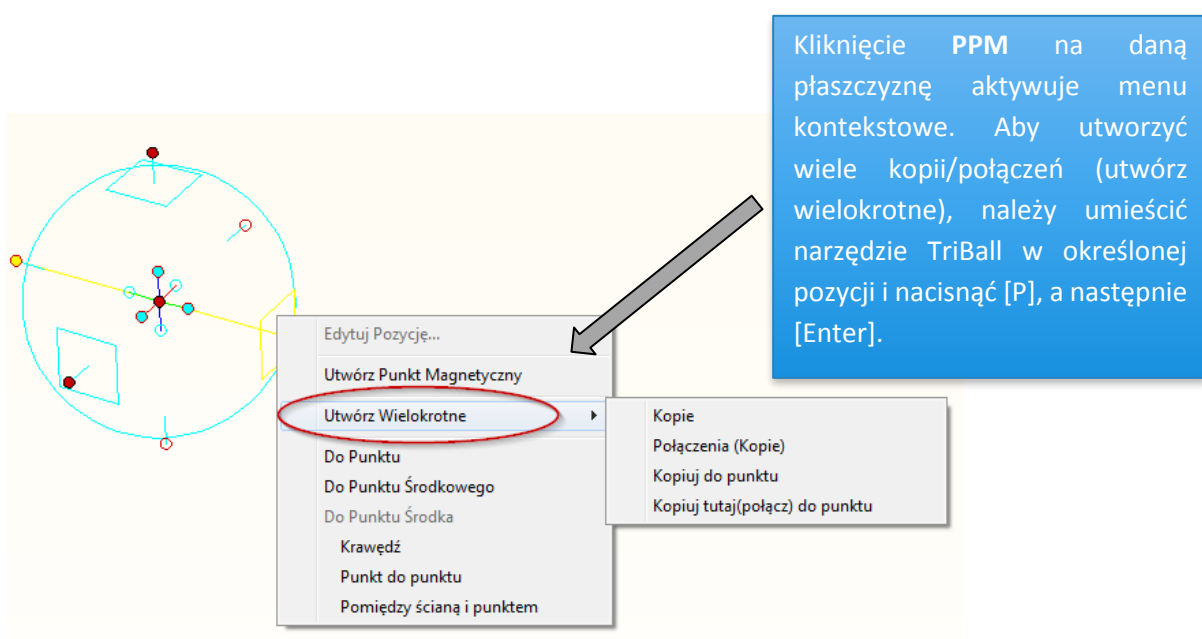 Kliknięcie PPM na daną
płaszczyznę aktywuje menu
kontekstowe. Aby utworzyć
wiele kopii/połączeń (utwórz
wielokrotne), należy umieścić
narzędzie TriBall w określonej
pozycji i nacisnąć [P], a następnie
[Enter].
Edytuj Pozycję...
Utwórz Punkt Magnetyczny
Utwórz Wielokrotne
Do Punktu
Do Punktu Środkowego
Do Punktu Środka
Krawędź
Punkt do punktu
Pomiędzy ścianą i punktem
Kopie
Połączenia (Kopie)
Kopiuj do punktu
Kopiuj tutaj(połącz) do punktu